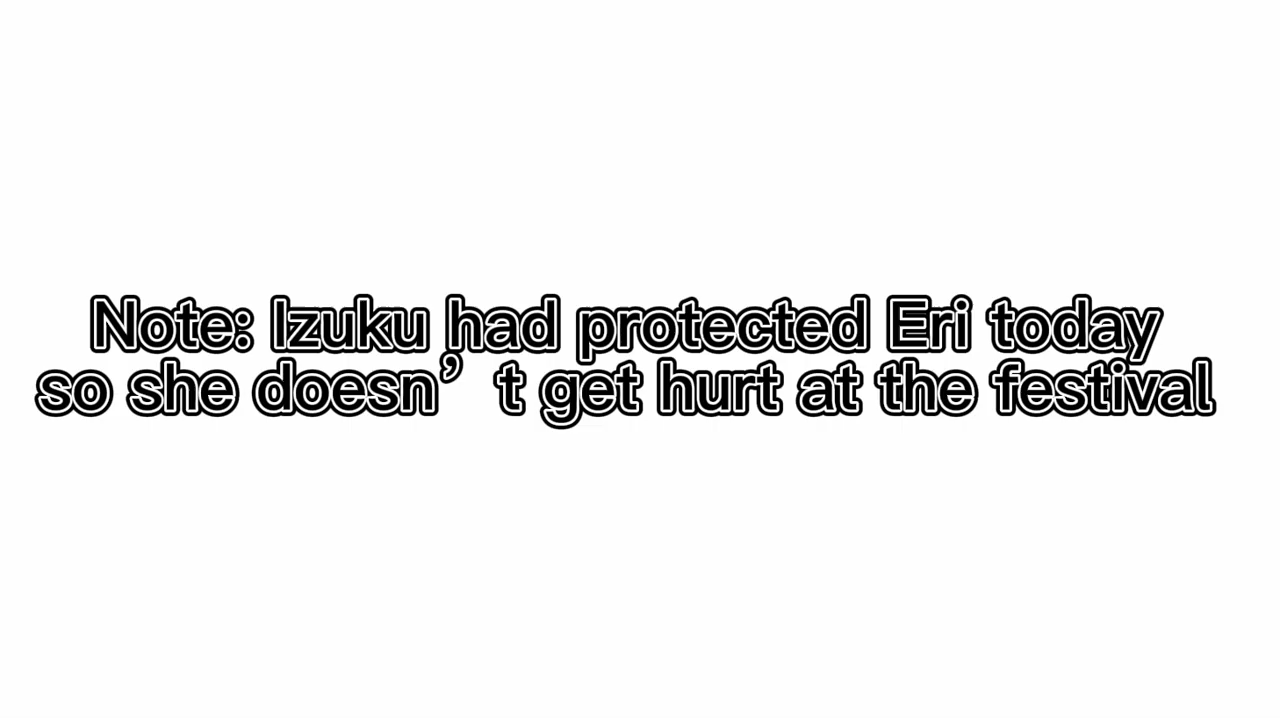 Note: Izuku had protected Eri today
so she doesn’t get hurt at the festival